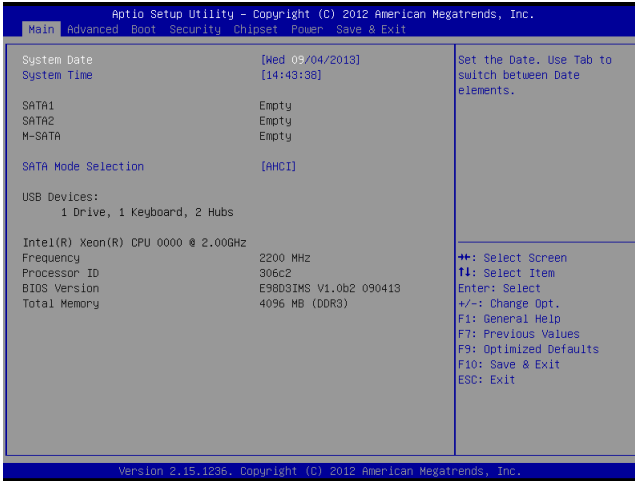 Aptio Setup Utility – Copyright (C) 2012 American Megatrends, Inc.
Main Advanced Boot Security Chipset Power Save & Exit
System Date [Wed 09/04/2013]
System Time [14:43:38]
SATA1 Empty
SATA2 Empty
M-SATA Empty
SATA Mode Selection [AHCI]
USB Devices:
1 Drive, 1 Keyboard, 2 Hubs
Intel(R) Xeon(R) CPU 0000 @ 2.00GHz
Frequency 2200 MHz
Processor ID 306c2
BIOS Version E98D3IMS V1.0b2 090413
Total Memory 4096 MB (DDR3)
Set the Date. Use Tab to
switch between Date
elements.
→←: Select Screen
↑↓: Select Item
Enter: Select
+/-: Change Opt.
F1: General Help
F7: Previous Values
F9: Optimized Defaults
F10: Save & Exit
ESC: Exit
Version 2.15.1236. Copyright (C) 2012 American Megatrends, Inc.